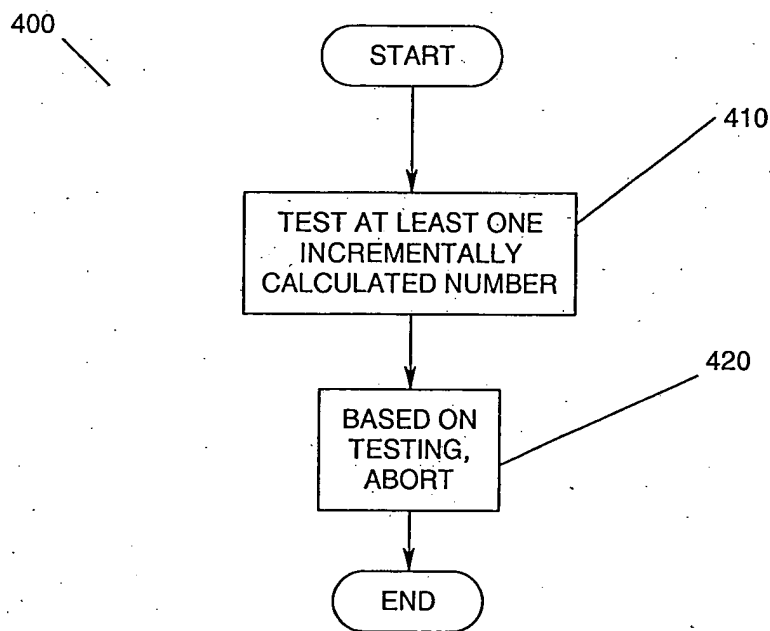 400
START
410
TEST AT LEAST ONE
INCREMENTALLY
CALCULATED NUMBER
420
BASED ON
TESTING,
ABORT
END